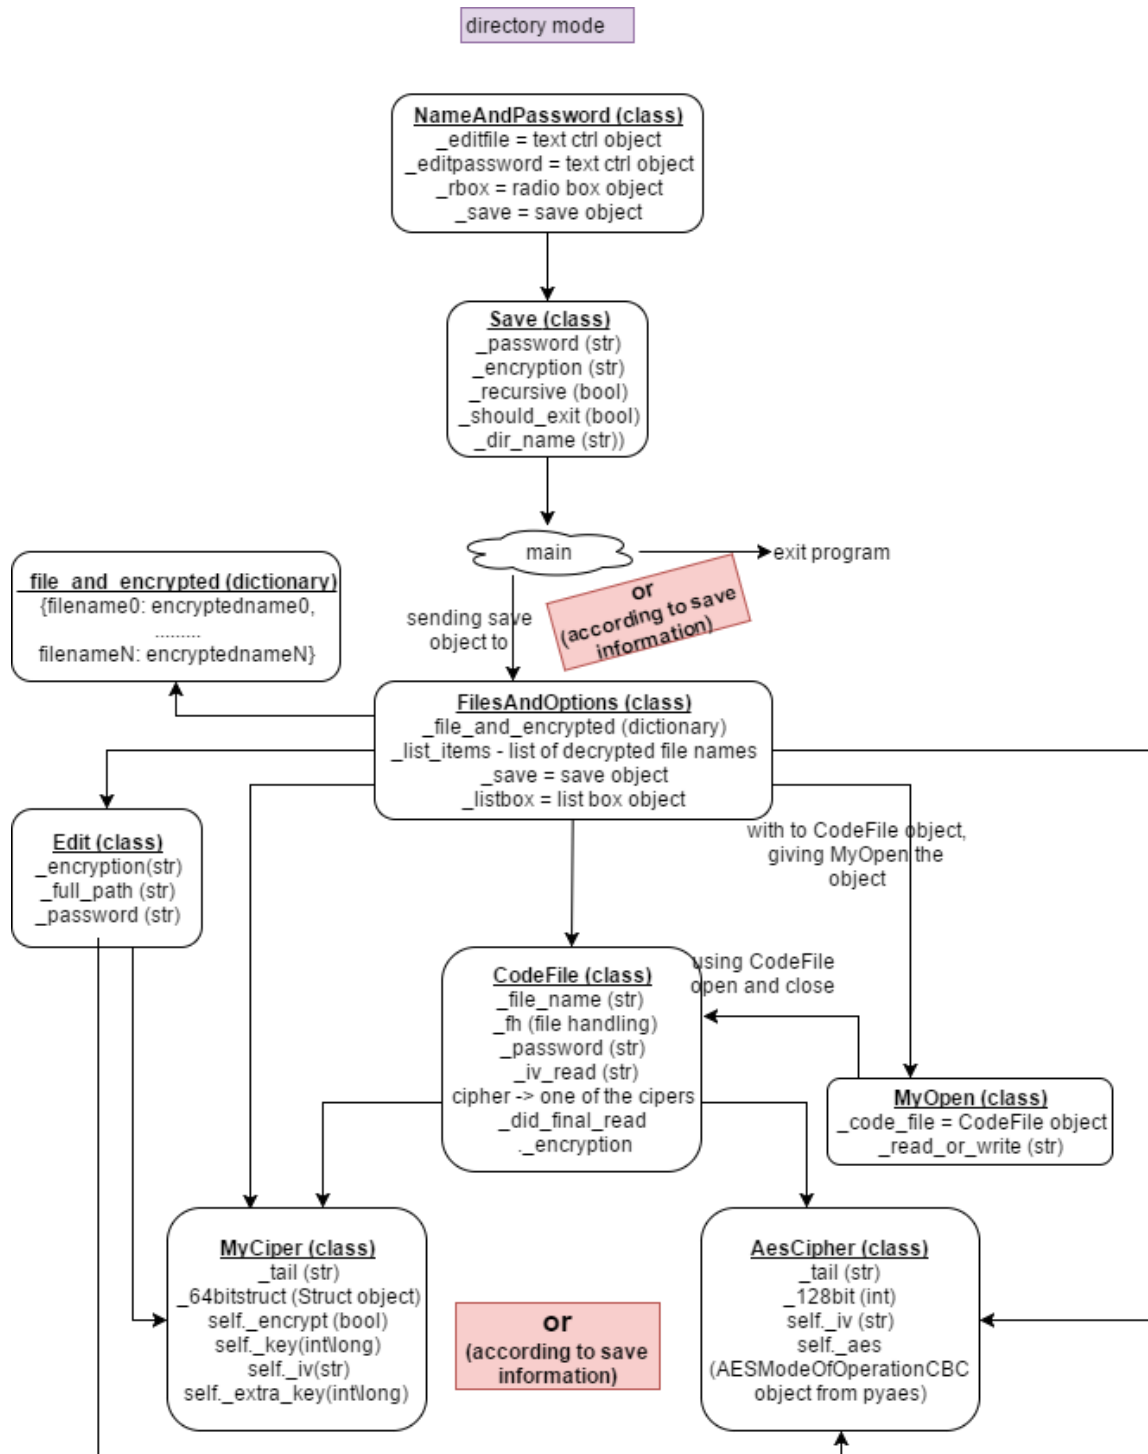 directory mode
NameAndPassword (class)
_editfile = text ctrl object
_editpassword = text ctrl object
_rbox = radio box object
_save = save object
Save (class)
_password (str)
_encryption (str)
_recursive (bool)
_should_exit (bool)
_dir_name (str))
main
exit program
or
(according to save
information)
sending save
object to
_file_and_encrypted (dictionary)
{filename0: encryptedname0,
.........
filenameN: encryptednameN}
FilesAndOptions (class)
_file_and_encrypted (dictionary)
_list_items - list of decrypted file names
_save = save object
_listbox = list box object
Edit (class)
_encryption(str)
_full_path (str)
_password (str)
with to CodeFile object,
giving MyOpen the
object
CodeFile (class)
_file_name (str)
_fh (file handling)
_password (str)
_iv_read (str)
cipher -> one of the cipers
_did_final_read
._encryption
using CodeFile
open and close
MyOpen (class)
_code_file = CodeFile object
_read_or_write (str)
MyCiper (class)
_tail (str)
_64bitstruct (Struct object)
self._encrypt (bool)
self._key(int\long)
self._iv(str)
self._extra_key(int\long)
or
(according to save
information)
AesCipher (class)
_tail (str)
_128bit (int)
self._iv (str)
self._aes
(AESModeOfOperationCBC
object from pyaes)